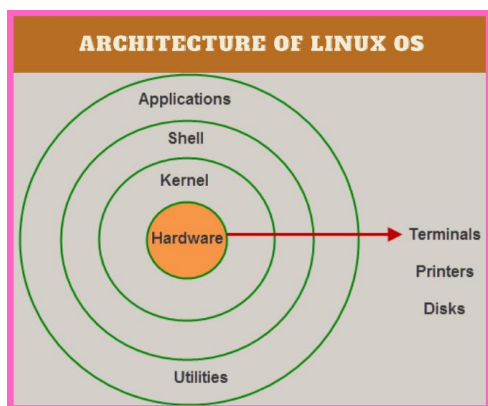 ARCHITECTURE OF LINUX OS
Applications
Shell
Kernel
Hardware
Terminals
Printers
Disks
Utilities